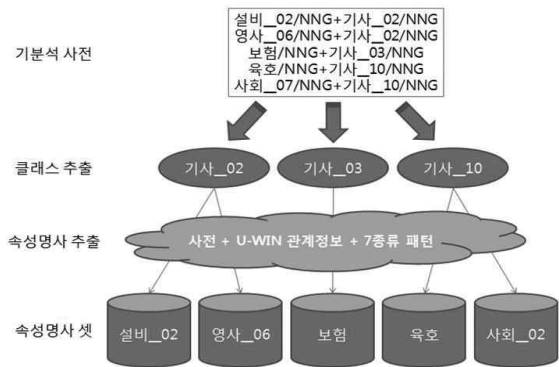 기분석 사전
설비__02/NNG+기사__02/NNG
영사__06/NNG+기사__02/NNG
보험/NNG+기사__03/NNG
육호/NNG+기사__10/NNG
사회__07/NNG+기사__10/NNG
클래스 추출
기사__02
기사__03
기사__10
속성명사 추출
사전 + U-WIN 관계정보 + 7종류 패턴
속성명사 셋
설비__02
영사__06
보험
육호
사회__02